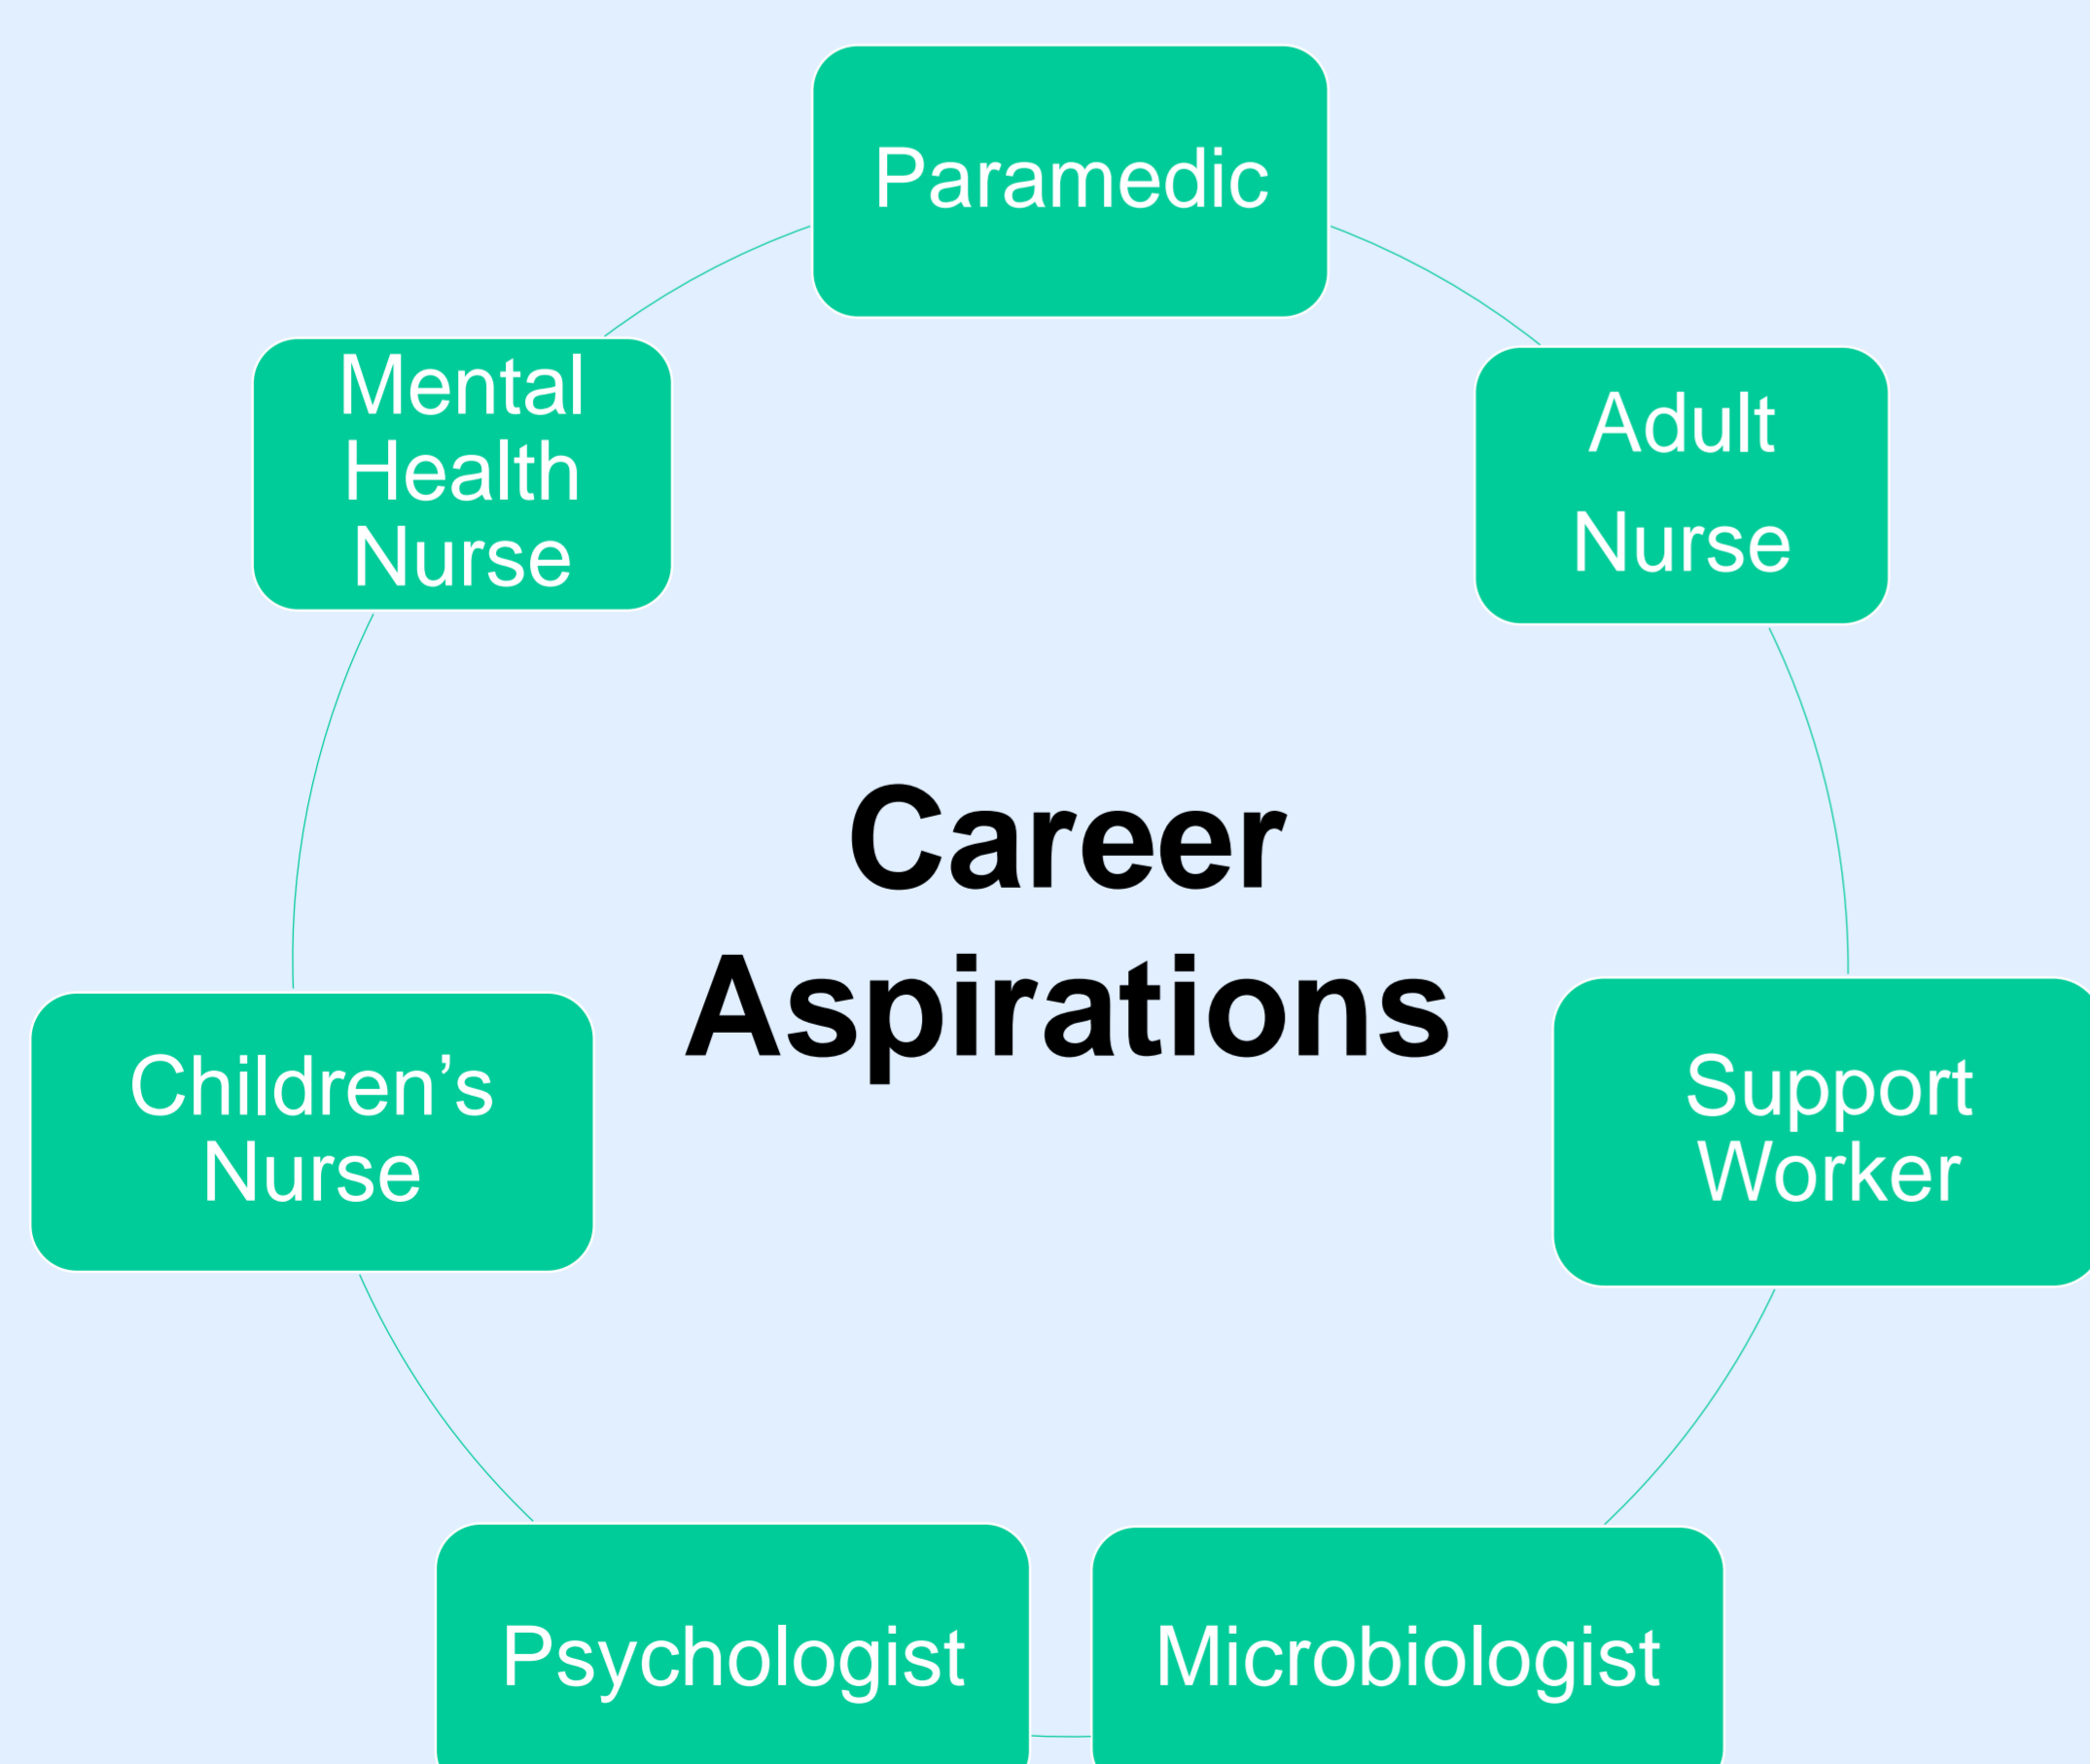 Paramedic
Mental
Health
Nurse
Adult
Nurse
Career
Aspirations
Children’s
Nurse
Support
Worker
Psychologist
Microbiologist